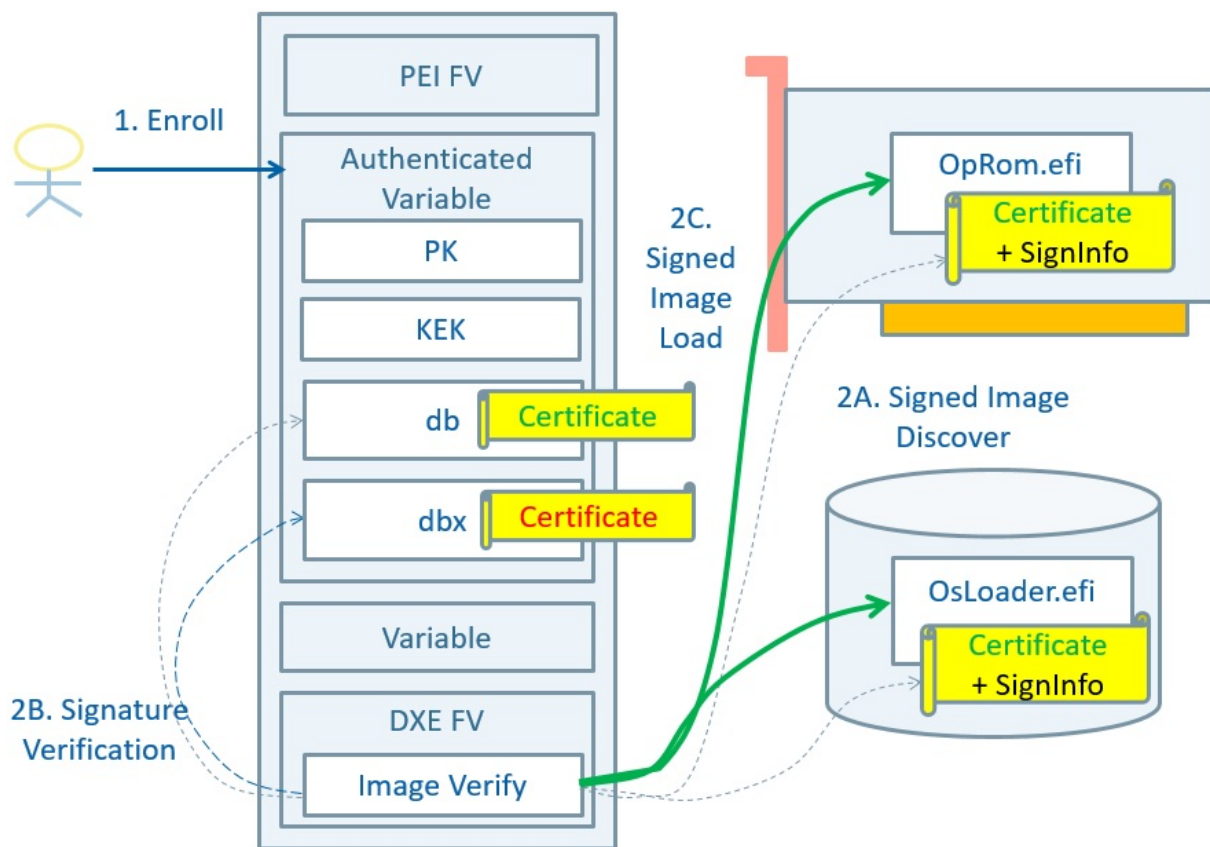 PEI FV
1. Enroll
Authenticated
Variable
PK
KEK
db
Certificate
dbx
Certificate
Variable
DXE FV
Image Verify
2B. Signature
Verification
2C.
Signed
Image
Load
OpRom.efi
Certificate
+ SignInfo
2A. Signed Image
Discover
OsLoader.efi
Certificate
+ SignInfo